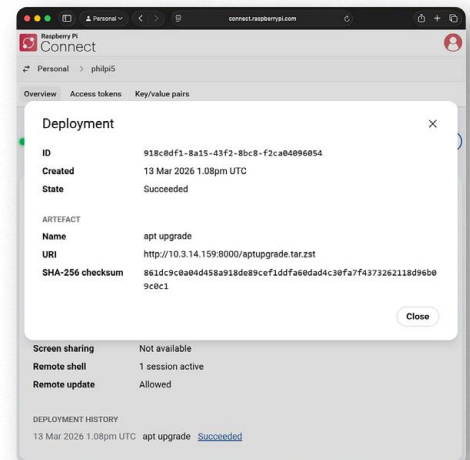 Personal
connect.raspberrypi.com
Raspberry Pi
Connect
Personal > philpi5
Overview Access tokens Key/value pairs
Deployment
ID 918c0df1-8a15-43f2-8bc8-f2ca04096054
Created 13 Mar 2026 1.08pm UTC
State Succeeded
ARTEFACT
Name apt upgrade
URI http://10.3.14.159:8000/aptupgrade.tar.zst
SHA-256 checksum 861dc9c0a04d458a918de89cef1ddfa60dad4c30fa7f4373262118d96b0
9c0c1
Close
Screen sharing Not available
Remote shell 1 session active
Remote update Allowed
DEPLOYMENT HISTORY
13 Mar 2026 1.08pm UTC apt upgrade Succeeded